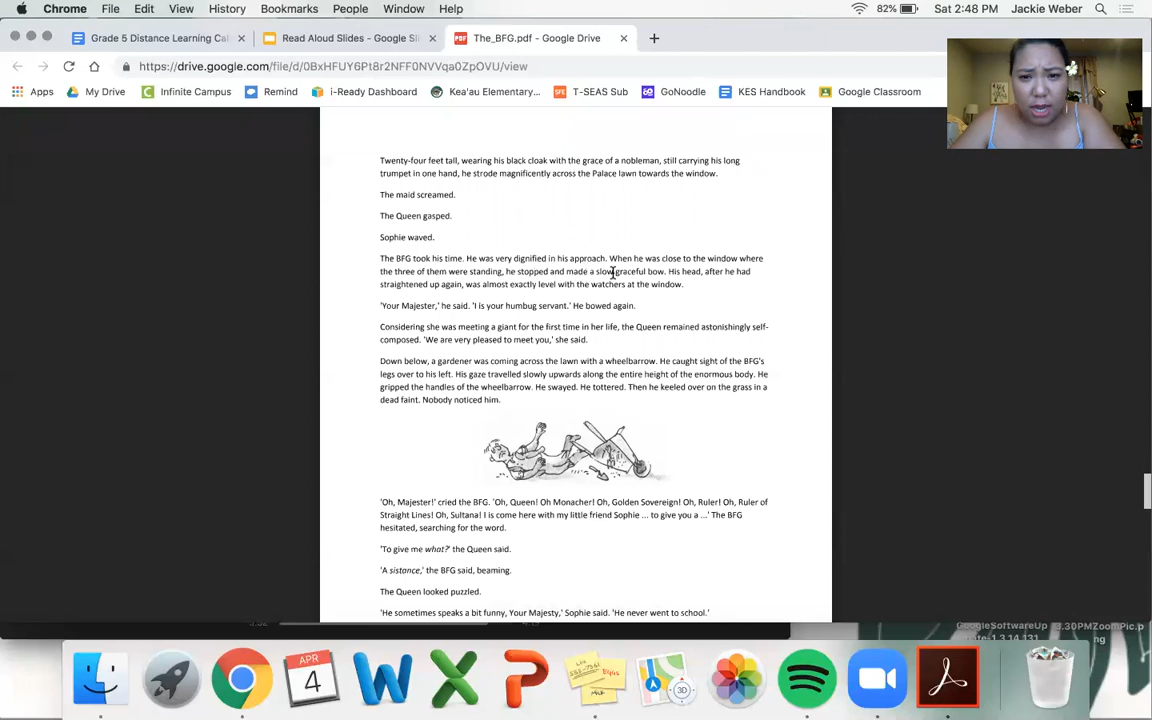 Chrome File Edit View History Bookmarks People Window Help 82% Sat 2:48 PM Jackie Weber
Grade 5 Distance Learning Cal Read Aloud Slides - Google Sli The_BFG.pdf - Google Drive
https://drive.google.com/file/d/0BxHFUY6Pt8r2NFF0NVVqa0ZpOVU/view
Apps My Drive Infinite Campus Remind i-Ready Dashboard Kea'au Elementary... T-SEAS Sub GoNoodle KES Handbook Google Classroom
Twenty-four feet tall, wearing his black cloak with the grace of a nobleman, still carrying his long
trumpet in one hand, he strode magnificently across the Palace lawn towards the window.
The maid screamed.
The Queen gasped.
Sophie waved.
The BFG took his time. He was very dignified in his approach. When he was close to the window where
the three of them were standing, he stopped and made a slow graceful bow. His head, after he had
straightened up again, was almost exactly level with the watchers at the window.
'Your Majester,' he said. 'I is your humbug servant.' He bowed again.
Considering she was meeting a giant for the first time in her life, the Queen remained astonishingly self-
composed. 'We are very pleased to meet you,' she said.
Down below, a gardener was coming across the lawn with a wheelbarrow. He caught sight of the BFG's
legs over to his left. His gaze travelled slowly upwards along the entire height of the enormous body. He
gripped the handles of the wheelbarrow. He swayed. He tottered. Then he keeled over on the grass in a
dead faint. Nobody noticed him.
'Oh, Majester!' cried the BFG. 'Oh, Queen! Oh Monacher! Oh, Golden Sovereign! Oh, Ruler! Oh, Ruler of
Straight Lines! Oh, Sultana! I is come here with my little friend Sophie ... to give you a ...' The BFG
hesitated, searching for the word.
'To give me what?' the Queen said.
'A sistance,' the BFG said, beaming.
The Queen looked puzzled.
'He sometimes speaks a bit funny, Your Majesty,' Sophie said. 'He never went to school.'
GoogleSoftwareUp 3.30PMZoomPic.p
date-1.3.14.131 ng
APR
4
3D